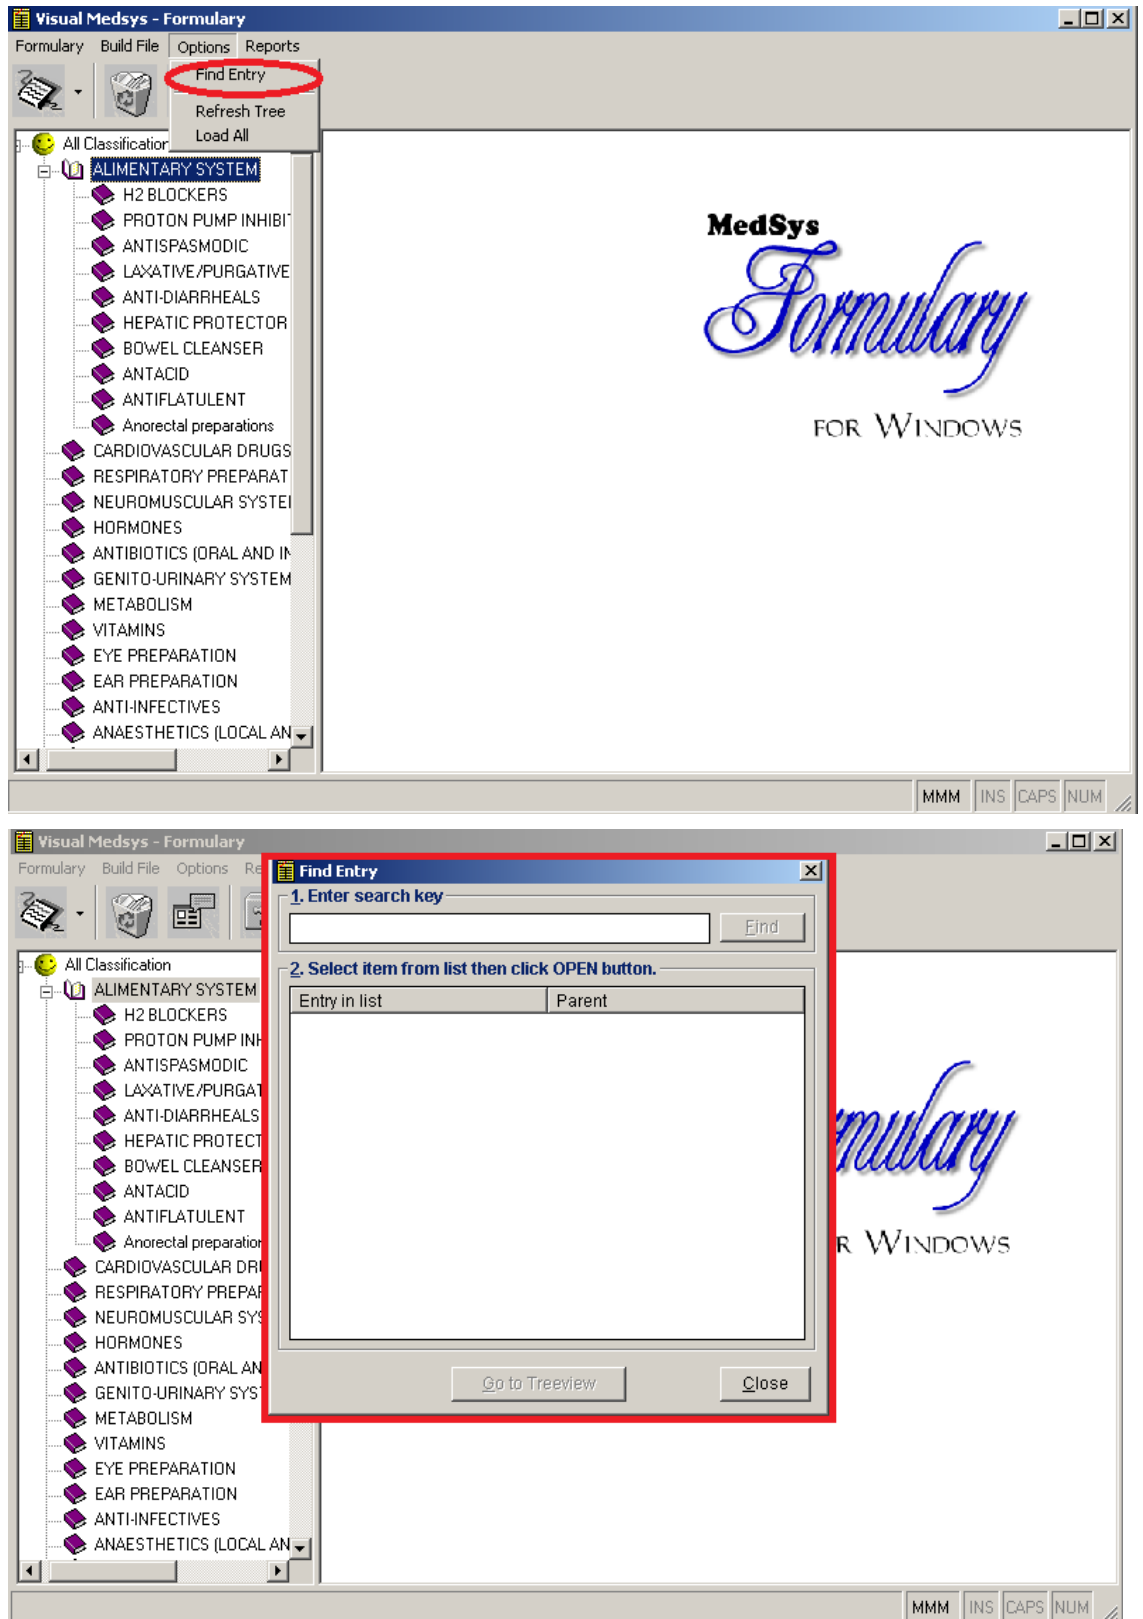 Visual Medsys - Formulary
Formulary Build File Options Reports
Find Entry
Refresh Tree
Load All
All Classification
ALIMENTARY SYSTEM
H2 BLOCKERS
PROTON PUMP INHIBI
ANTISPASMODIC
LAXATIVE/PURGATIVE
ANTI-DIARRHEALS
HEPATIC PROTECTOR
BOWEL CLEANSER
ANTACID
ANTIFLATULENT
Anorectal preparations
CARDIOVASCULAR DRUGS
RESPIRATORY PREPARAT
NEUROMUSCULAR SYSTE
HORMONES
ANTIBIOTICS (ORAL AND IN
GENITO-URINARY SYSTEM
METABOLISM
VITAMINS
EYE PREPARATION
EAR PREPARATION
ANTI-INFECTIVES
ANAESTHETICS (LOCAL AN
MedSys
Formulary
FOR WINDOWS
MMM INS CAPS NUM
Visual Medsys - Formulary
Formulary Build File Options Re
Find Entry
1. Enter search key
Find
2. Select item from list then click OPEN button.
Entry in list Parent
Go to Treeview Close
All Classification
ALIMENTARY SYSTEM
H2 BLOCKERS
PROTON PUMP INH
ANTISPASMODIC
LAXATIVE/PURGAT
ANTI-DIARRHEALS
HEPATIC PROTECT
BOWEL CLEANSER
ANTACID
ANTIFLATULENT
Anorectal preparation
CARDIOVASCULAR DR
RESPIRATORY PREPAR
NEUROMUSCULAR SYS
HORMONES
ANTIBIOTICS (ORAL AN
GENITO-URINARY SYST
METABOLISM
VITAMINS
EYE PREPARATION
EAR PREPARATION
ANTI-INFECTIVES
ANAESTHETICS (LOCAL AN
mulary
R WINDOWS
MMM INS CAPS NUM